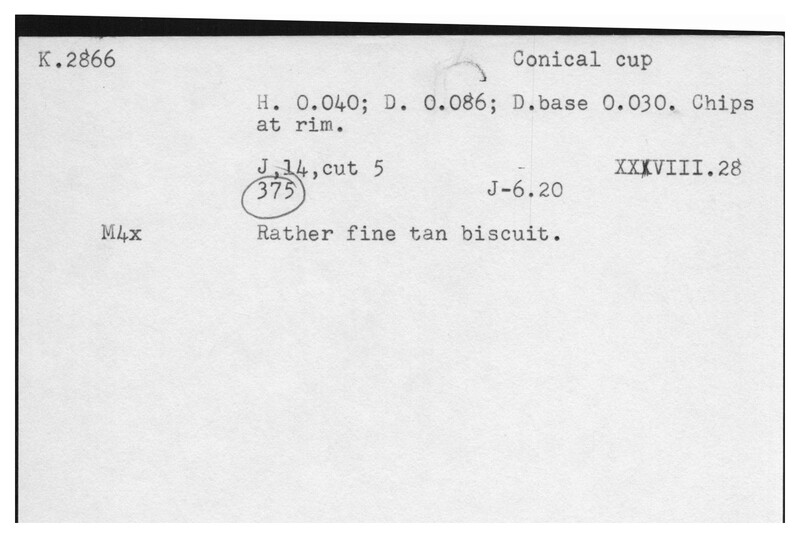 K.2866 Conical cup
H. 0.040; D. 0.086; D.base 0.030. Chips
at rim.
J,14,cut 5 - XXXVIII.28
375 J-6.20
M4x Rather fine tan biscuit.